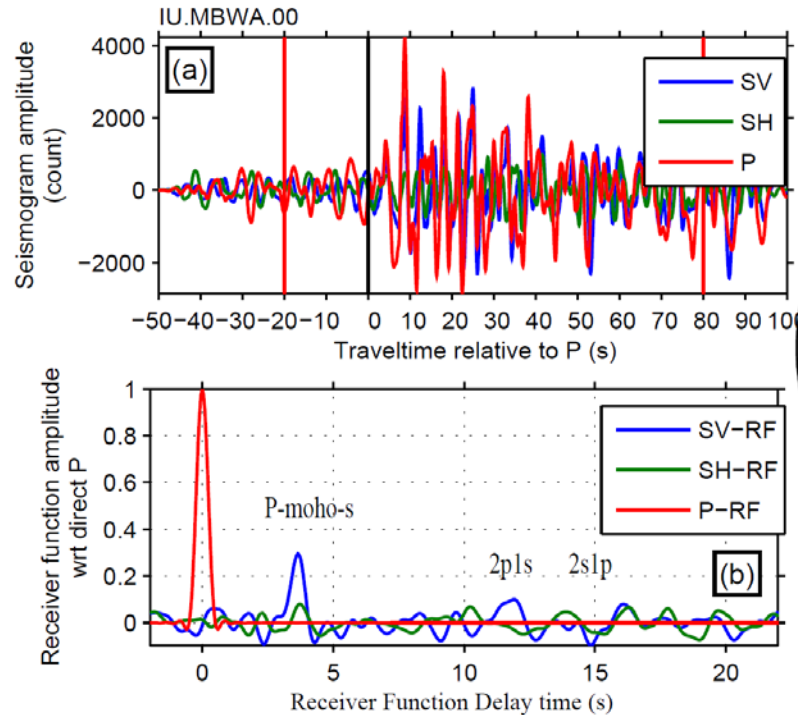 IU.MBWA.00
(a)
SV
SH
P
4000
2000
0
−2000
Seismogram amplitude
(count)
−50 −40 −30 −20 −10 0 10 20 30 40 50 60 70 80 90 100
Traveltime relative to P (s)
1
0.8
0.6
0.4
0.2
0
Receiver function amplitude
wrt direct P
SV−RF
SH−RF
P−RF
P-moho-s
2p1s
2s1p
(b)
0 5 10 15 20
Receiver Function Delay time (s)